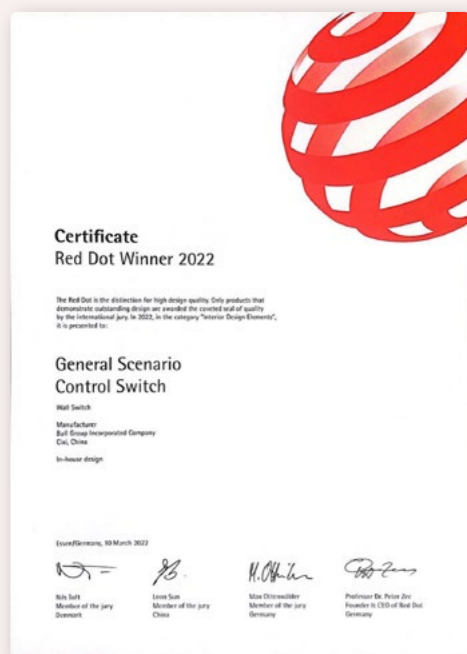 Certificate
Red Dot Winner 2022
The Red Dot is the distinction for high design quality. Only products that
demonstrate outstanding design are awarded the coveted seal of quality
by the international jury. In 2022, in the category "Interior Design Elements",
it is presented to:
General Scenario
Control Switch
Wall Switch
Manufacturer
Bull Group Incorporated Company
Cixi, China
In-house design
Essen/Germany, 10 March 2022
Nils Toft
Member of the jury
Denmark
Leon Sun
Member of the jury
China
Max Ottenwälder
Member of the jury
Germany
Professor Dr. Peter Zec
Founder & CEO of Red Dot
Germany